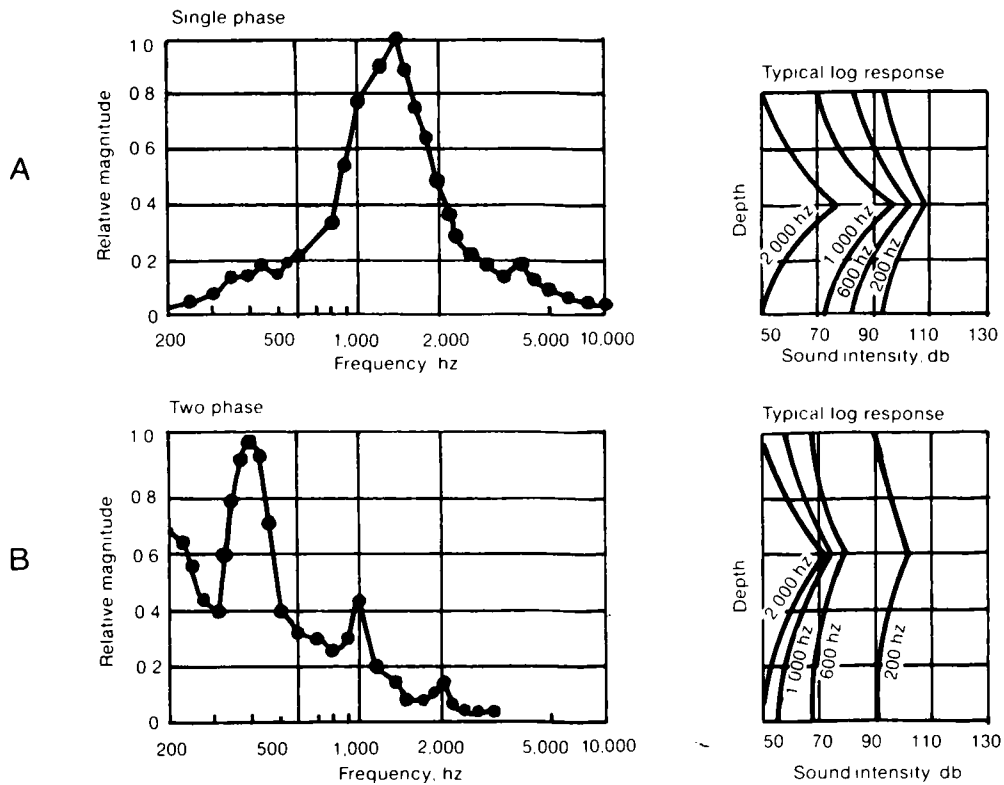 A
Single phase
Relative magnitude
1 0
0 8
0 6
0 4
0 2
0
200 500 1,000 2,000 5,000 10,000
Frequency hz
Typical log response
Depth
2 000 hz
1 000 hz
600 hz
200 hz
50 70 90 110 130
Sound intensity, db
B
Two phase
Relative magnitude
1 0
0 8
0 6
0 4
0 2
0
200 500 1,000 2,000 5,000 10,000
Frequency, hz
Typical log response
Depth
2 000 hz
1 000 hz
600 hz
200 hz
50 70 90 110 130
Sound intensity db